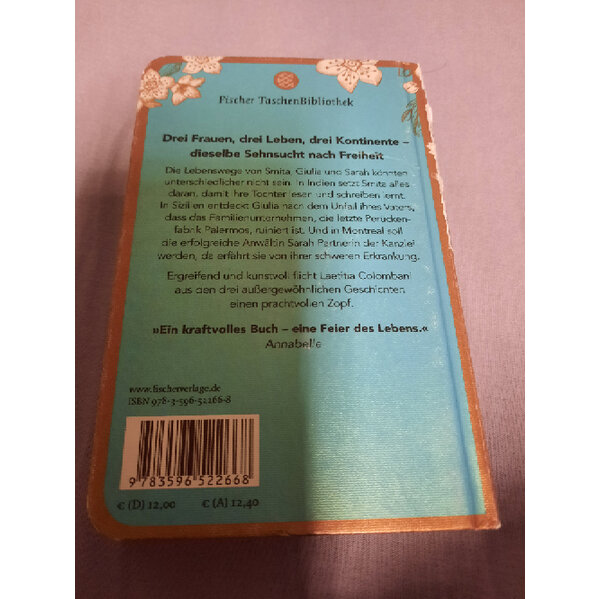 Fischer TaschenBibliothek
Drei Frauen, drei Leben, drei Kontinente –
dieselbe Sehnsucht nach Freiheit
Die Lebenswege von Smita, Giulia und Sarah könnten
unterschiedlicher nicht sein. In Indien setzt Smita alles
daran, damit ihre Tochter lesen und schreiben lernt.
In Sizilien entdeckt Giulia nach dem Unfall ihres Vaters,
dass das Familienunternehmen, die letzte Perücken-
fabrik Palermos, ruiniert ist. Und in Montreal soll
die erfolgreiche Anwältin Sarah Partnerin der Kanzlei
werden, da erfährt sie von ihrer schweren Erkrankung.
Ergreifend und kunstvoll flicht Laetitia Colombani
aus den drei außergewöhnlichen Geschichten
einen prachtvollen Zopf.
»Ein kraftvolles Buch – eine Feier des Lebens.«
Annabelle
www.fischerverlage.de
ISBN 978-3-596-52266-8
9 783596 522668
€ (D) 12,00 € (A) 12,40